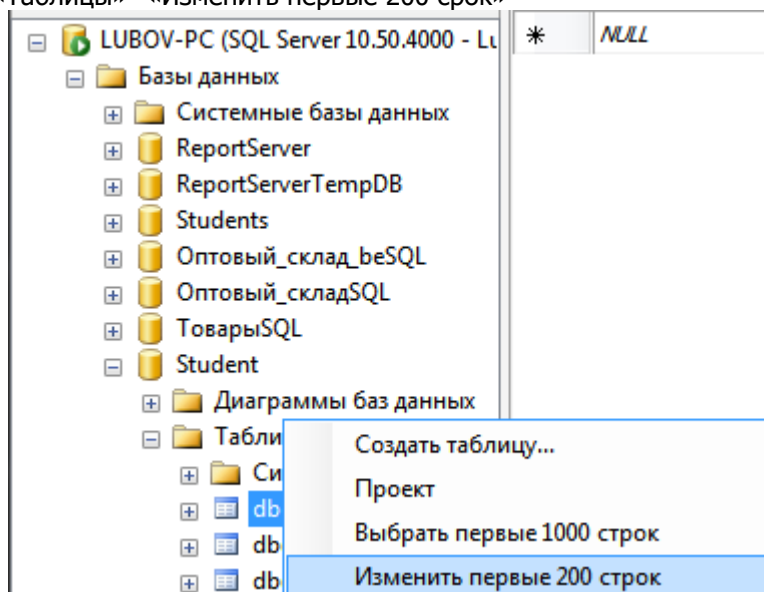 «Таблицы» - «Изменить первые 200 срок»
LUBOV-PC (SQL Server 10.50.4000 - Lu
NULL
Базы данных
Системные базы данных
ReportServer
ReportServerTempDB
Students
Оптовый_склад_beSQL
Оптовый_складSQL
ТоварыSQL
Student
Диаграммы баз данных
Табли
Создать таблицу...
Си
Проект
db
Выбрать первые 1000 строк
db
Изменить первые 200 строк
db